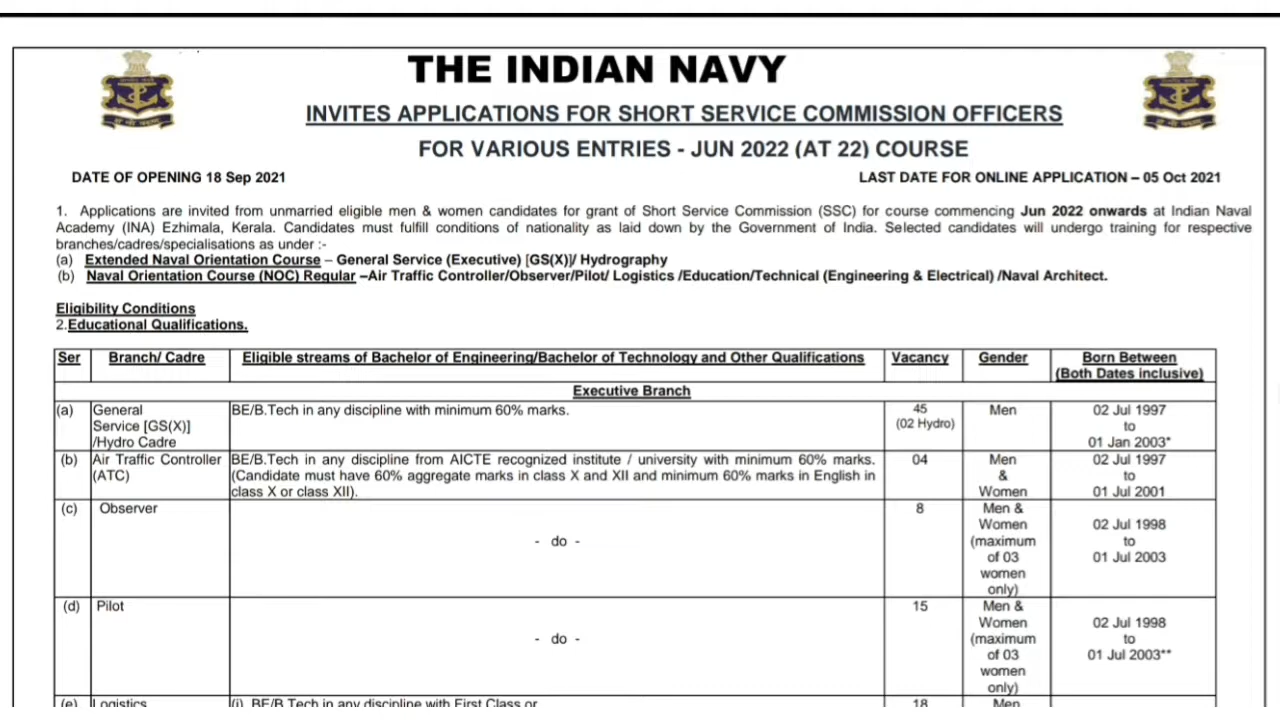 THE INDIAN NAVY
INVITES APPLICATIONS FOR SHORT SERVICE COMMISSION OFFICERS
FOR VARIOUS ENTRIES - JUN 2022 (AT 22) COURSE
DATE OF OPENING 18 Sep 2021 LAST DATE FOR ONLINE APPLICATION – 05 Oct 2021
1. Applications are invited from unmarried eligible men & women candidates for grant of Short Service Commission (SSC) for course commencing Jun 2022 onwards at Indian Naval
Academy (INA) Ezhimala, Kerala. Candidates must fulfill conditions of nationality as laid down by the Government of India. Selected candidates will undergo training for respective
branches/cadres/specialisations as under :-
(a) Extended Naval Orientation Course – General Service (Executive) [GS(X)]/ Hydrography
(b) Naval Orientation Course (NOC) Regular –Air Traffic Controller/Observer/Pilot/ Logistics /Education/Technical (Engineering & Electrical) /Naval Architect.
Eligibility Conditions
2.Educational Qualifications.
Ser Branch/ Cadre Eligible streams of Bachelor of Engineering/Bachelor of Technology and Other Qualifications Vacancy Gender Born Between
(Both Dates inclusive)
Executive Branch
(a) General BE/B.Tech in any discipline with minimum 60% marks. 45 Men 02 Jul 1997
Service [GS(X)] (02 Hydro) to
/Hydro Cadre 01 Jan 2003*
(b) Air Traffic Controller BE/B.Tech in any discipline from AICTE recognized institute / university with minimum 60% marks. 04 Men 02 Jul 1997
(ATC) (Candidate must have 60% aggregate marks in class X and XII and minimum 60% marks in English in & to
class X or class XII). Women 01 Jul 2001
(c) Observer 8 Men &
Women 02 Jul 1998
- do - (maximum to
of 03 01 Jul 2003
women
only)
(d) Pilot 15 Men &
Women 02 Jul 1998
- do - (maximum to
of 03 01 Jul 2003**
women
only)
(e) Logistics (i) BE/B.Tech in any discipline with First Class or 18 Men